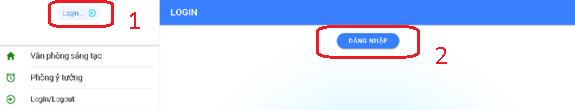 Login...
1
LOGIN
ĐĂNG NHẬP
2
Văn phòng sáng tạo
Phòng ý tưởng
Login/Logout